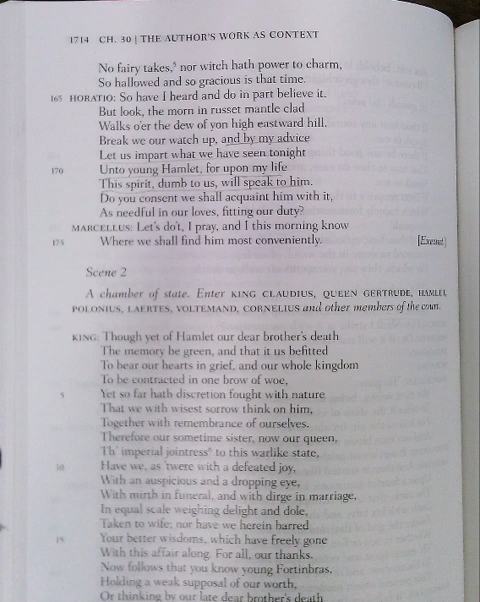 1714 CH. 30 | THE AUTHOR'S WORK AS CONTEXT
No fairy takes,⁵ nor witch hath power to charm,
So hallowed and so gracious is that time.
165 HORATIO: So have I heard and do in part believe it.
But look, the morn in russet mantle clad
Walks o'er the dew of yon high eastward hill.
Break we our watch up, and by my advice
Let us impart what we have seen tonight
170 Unto young Hamlet, for upon my life
This spirit, dumb to us, will speak to him.
Do you consent we shall acquaint him with it,
As needful in our loves, fitting our duty?
MARCELLUS: Let's do't, I pray, and I this morning know
175 Where we shall find him most conveniently. [Exeunt.]
Scene 2
A chamber of state. Enter KING CLAUDIUS, QUEEN GERTRUDE, HAMLET,
POLONIUS, LAERTES, VOLTEMAND, CORNELIUS and other members of the court.
KING: Though yet of Hamlet our dear brother's death
The memory be green, and that it us befitted
To bear our hearts in grief, and our whole kingdom
To be contracted in one brow of woe,
5 Yet so far hath discretion fought with nature
That we with wisest sorrow think on him,
Together with remembrance of ourselves.
Therefore our sometime sister, now our queen,
Th' imperial jointress⁶ to this warlike state,
10 Have we, as 'twere with a defeated joy,
With an auspicious and a dropping eye,
With mirth in funeral, and with dirge in marriage,
In equal scale weighing delight and dole,
Taken to wife; nor have we herein barred
15 Your better wisdoms, which have freely gone
With this affair along. For all, our thanks.
Now follows that you know young Fortinbras,
Holding a weak supposal of our worth,
Or thinking by our late dear brother's death